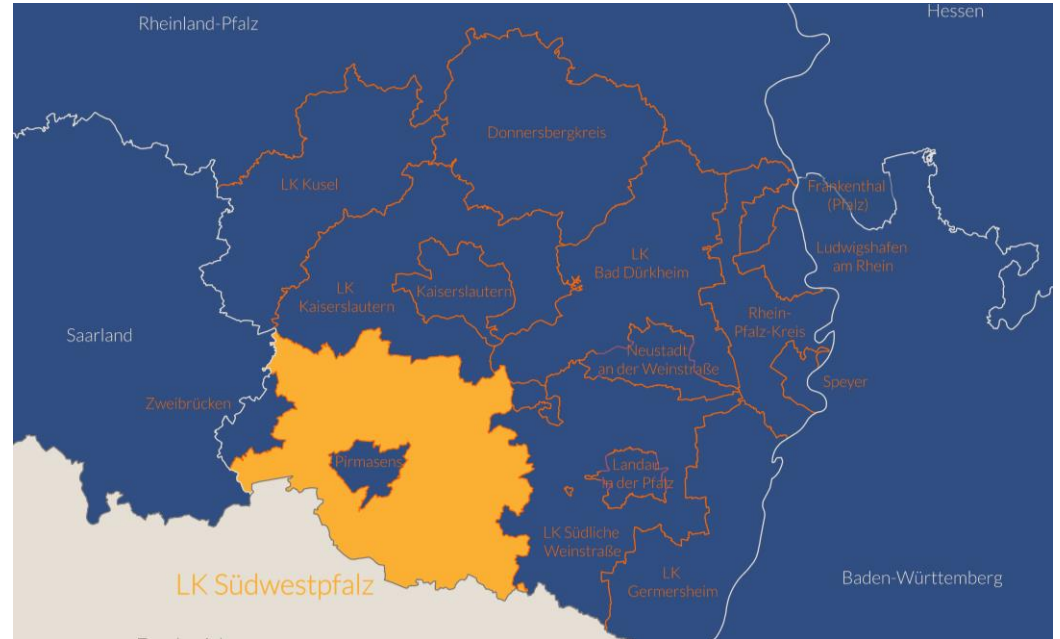 Hessen
Rheinland-Pfalz
Donnersbergkreis
LK Kusel
Frankenthal
(Pfalz)
Ludwigshafen
am Rhein
LK
Bad Dürkheim
LK
Kaiserslautern
Kaiserslautern
Rhein-
Pfalz-Kreis
Saarland
Neustadt
an der Weinstraße
Speyer
Zweibrücken
Pirmasens
Landau
in der Pfalz
LK Südliche
Weinstraße
LK
Germersheim
Baden-Württemberg
LK Südwestpfalz